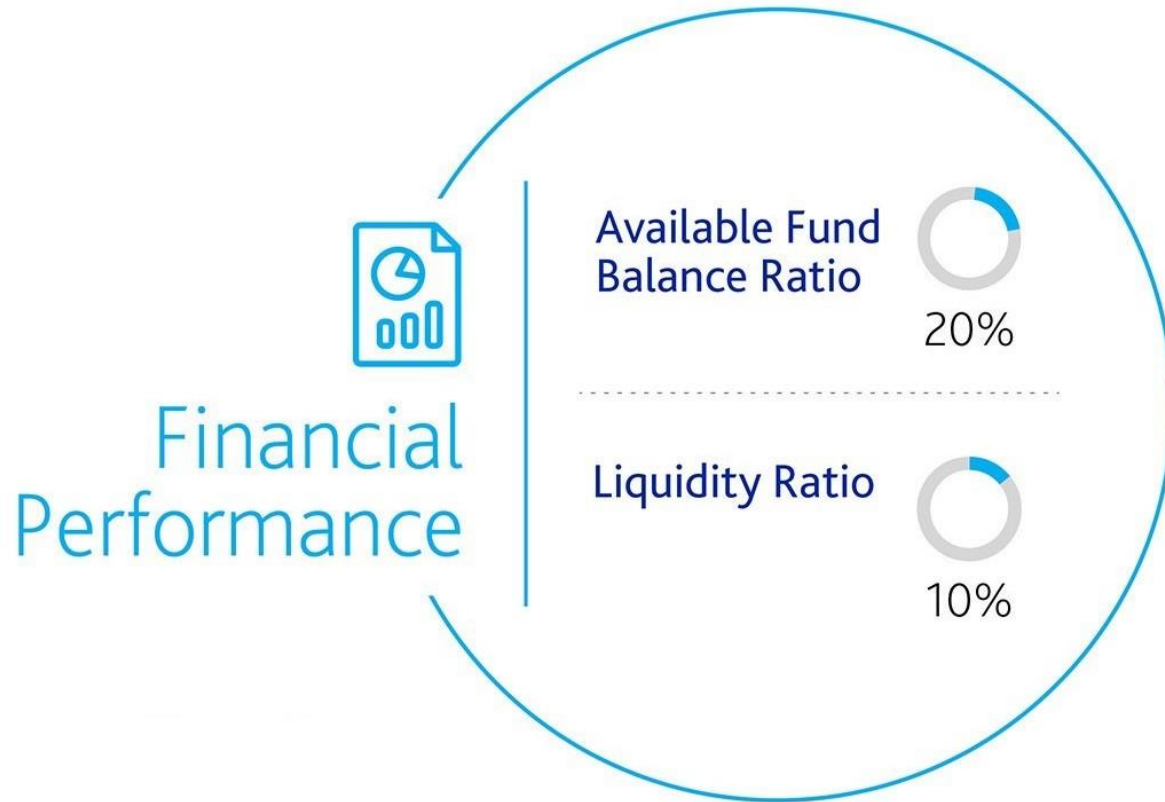 Financial
Performance
Available Fund
Balance Ratio
20%
Liquidity Ratio
10%